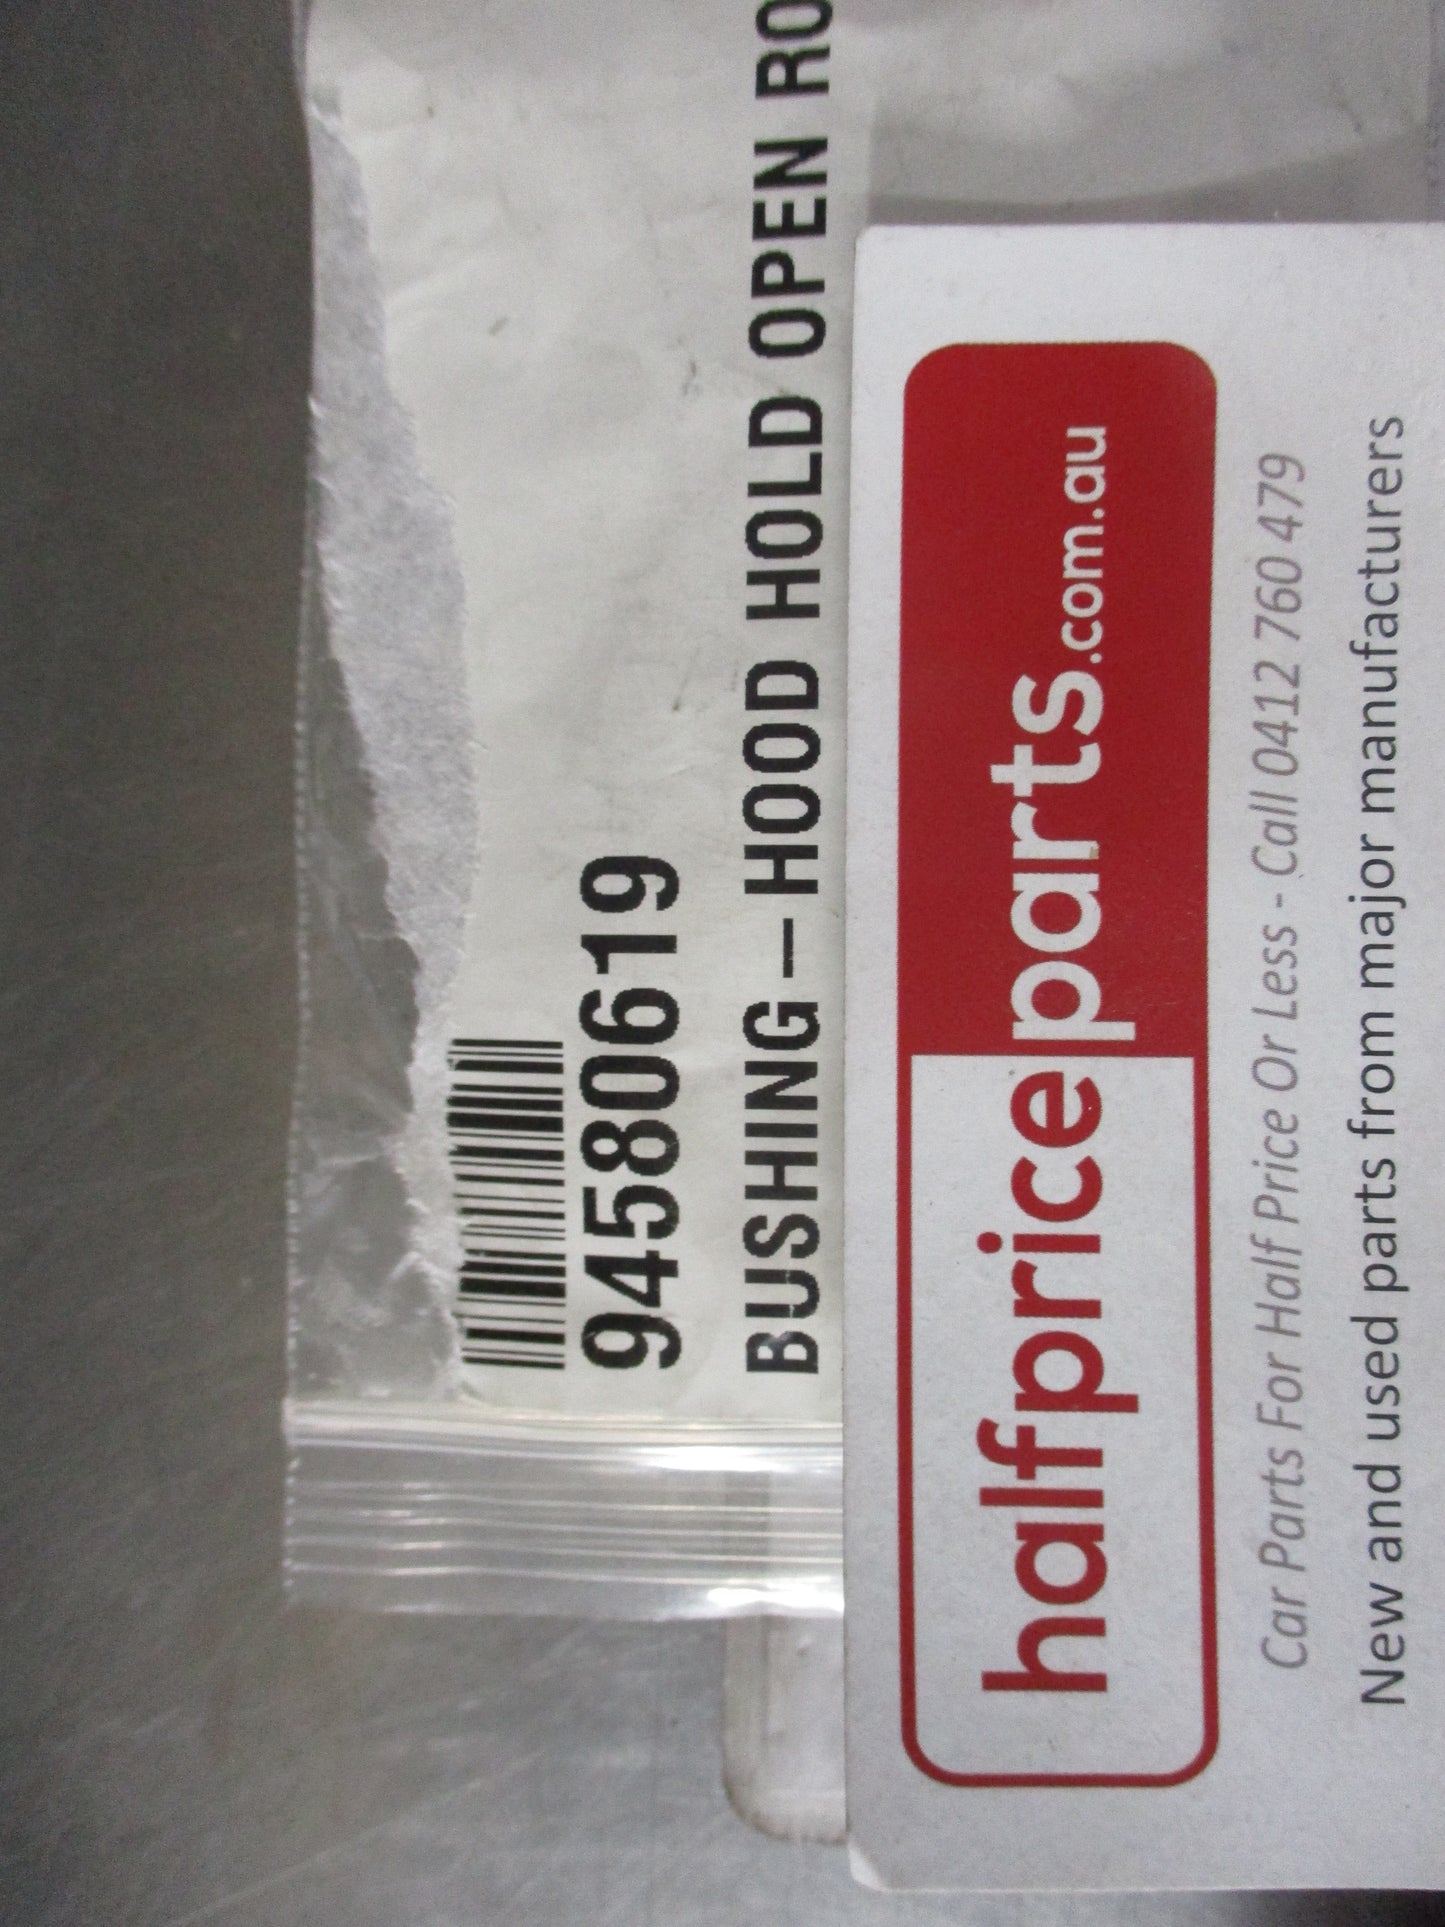 94580619
BUSHING-HOOD HOLD OPEN RO
halfpriceparts.com.au
Car Parts For Half Price Or Less - Call 0412 760 479
New and used parts from major manufacturers